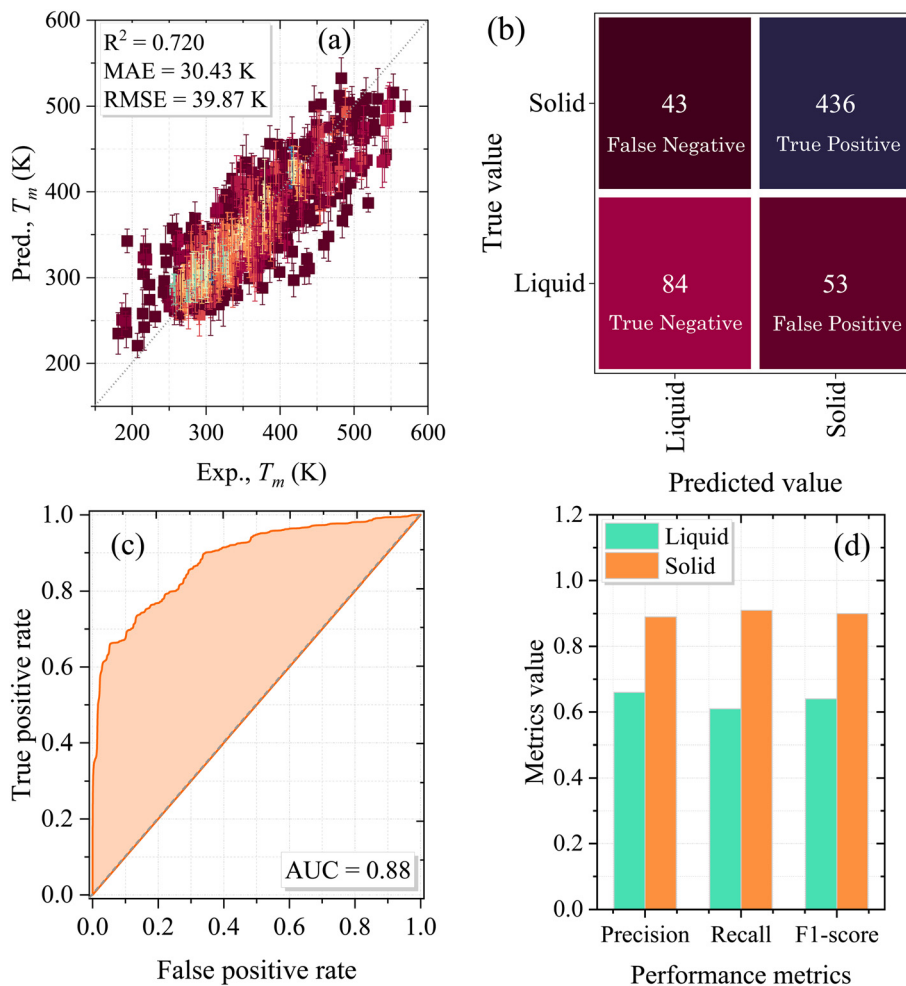 (a)
R² = 0.720
MAE = 30.43 K
RMSE = 39.87 K
600
500
400
300
200
Pred., Tₘ (K)
200 300 400 500 600
Exp., Tₘ (K)
(b)
True value
Solid
Liquid
43
False Negative
436
True Positive
84
True Negative
53
False Positive
Liquid
Solid
Predicted value
(c)
1.0
0.8
0.6
0.4
0.2
0.0
True positive rate
AUC = 0.88
0.0 0.2 0.4 0.6 0.8 1.0
False positive rate
(d)
Liquid
Solid
1.2
1.0
0.8
0.6
0.4
0.2
0.0
Metrics value
Precision Recall F1-score
Performance metrics